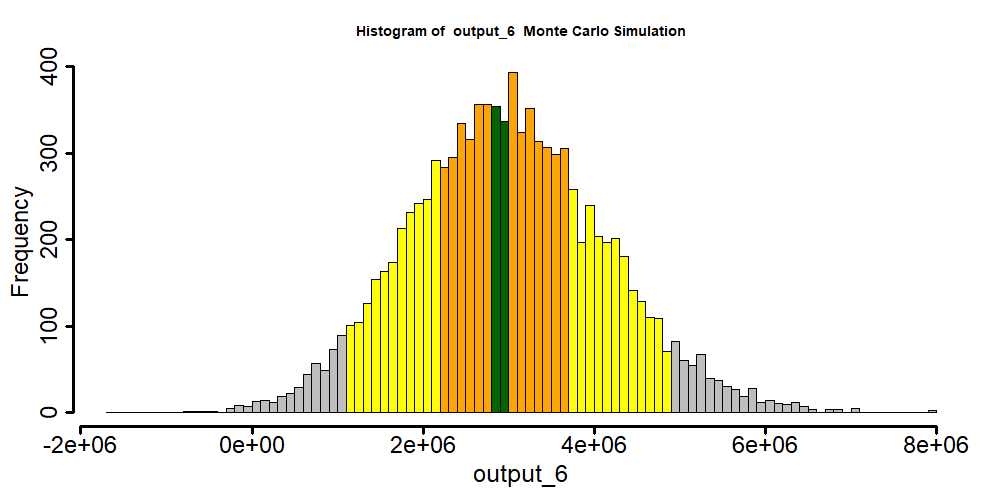 Histogram of output_6 Monte Carlo Simulation
400
300
200
100
0
Frequency
-2e+06 0e+00 2e+06 4e+06 6e+06 8e+06
output_6